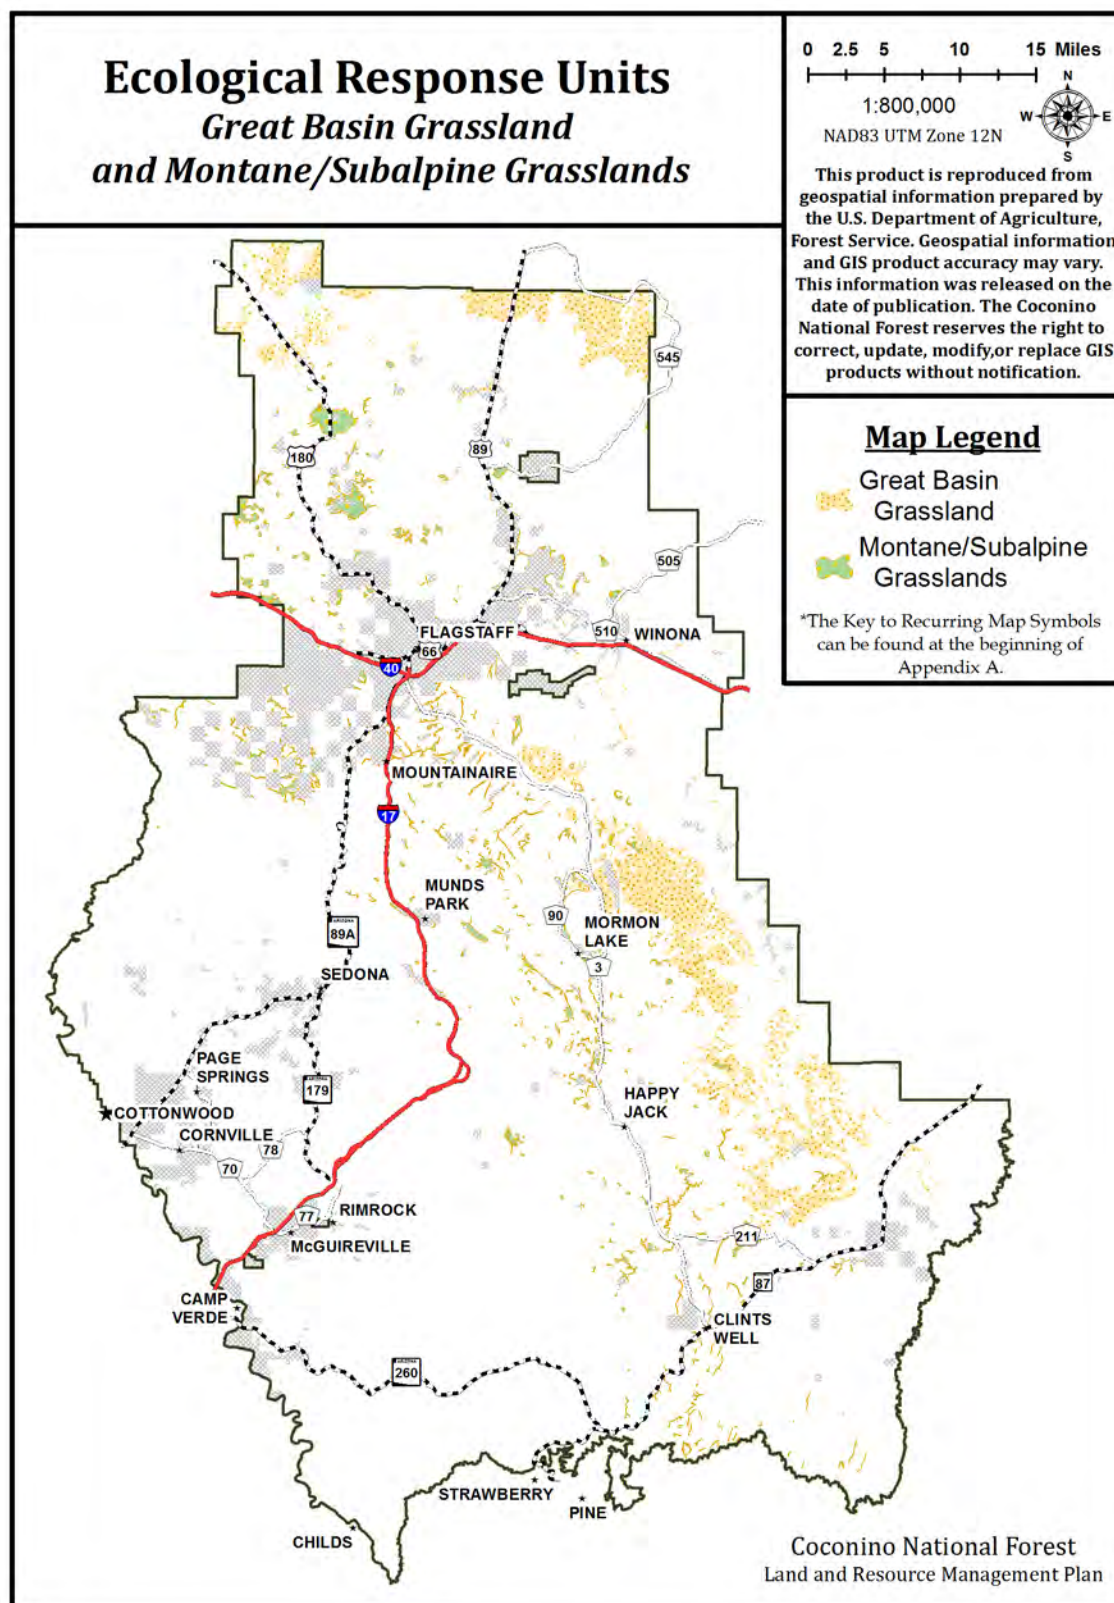 Ecological Response Units
Great Basin Grassland
and Montane/Subalpine Grasslands
0 2.5 5 10 15 Miles
1:800,000
NAD83 UTM Zone 12N
N
W E
S
This product is reproduced from
geospatial information prepared by
the U.S. Department of Agriculture,
Forest Service. Geospatial information
and GIS product accuracy may vary.
This information was released on the
date of publication. The Coconino
National Forest reserves the right to
correct, update, modify,or replace GIS
products without notification.
Map Legend
Great Basin
Grassland
Montane/Subalpine
Grasslands
*The Key to Recurring Map Symbols
can be found at the beginning of
Appendix A.
545
180
89
505
FLAGSTAFF
510
WINONA
66
40
MOUNTAINAIRE
17
MUNDS
PARK
90
MORMON
LAKE
3
ARIZONA
89A
SEDONA
PAGE
SPRINGS
ARIZONA
179
COTTONWOOD
CORNVILLE
78
70
HAPPY
JACK
77
RIMROCK
McGUIREVILLE
211
87
CAMP
VERDE
CLINTS
WELL
ARIZONA
260
STRAWBERRY
PINE
CHILDS
Coconino National Forest
Land and Resource Management Plan